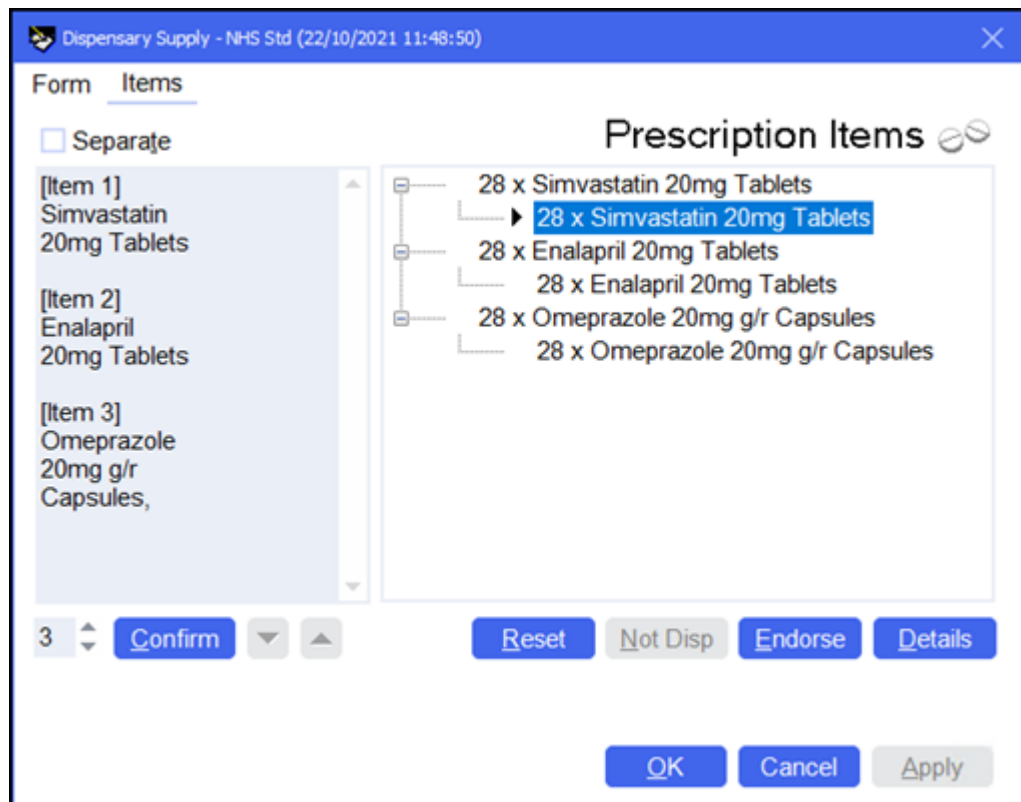 Dispensary Supply - NHS Std (22/10/2021 11:48:50)
Form Items
Separate
Prescription Items
[Item 1]
Simvastatin
20mg Tablets
[Item 2]
Enalapril
20mg Tablets
[Item 3]
Omeprazole
20mg g/r
Capsules,
28 x Simvastatin 20mg Tablets
28 x Simvastatin 20mg Tablets
28 x Enalapril 20mg Tablets
28 x Enalapril 20mg Tablets
28 x Omeprazole 20mg g/r Capsules
28 x Omeprazole 20mg g/r Capsules
3 Confirm Reset Not Disp Endorse Details
OK Cancel Apply